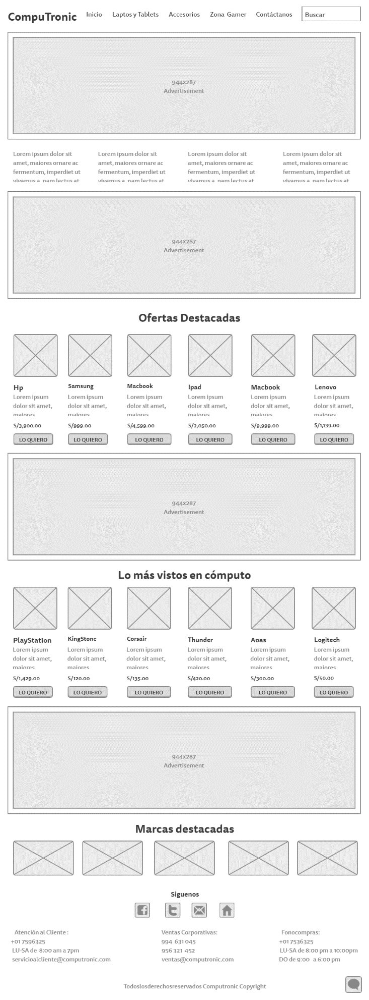 CompuTronic
Inicio
Laptos y Tablets
Accesorios
Zona Gamer
Contáctanos
Buscar
944x287
Advertisement
Lorem ipsum dolor sit
amet, maiores ornare ac
fermentum, imperdiet ut
vivamus a, nam lectus at
Lorem ipsum dolor sit
amet, maiores ornare ac
fermentum, imperdiet ut
vivamus a, nam lectus at
Lorem ipsum dolor sit
amet, maiores ornare ac
fermentum, imperdiet ut
vivamus a, nam lectus at
Lorem ipsum dolor sit
amet, maiores ornare ac
fermentum, imperdiet ut
vivamus a, nam lectus at
944x287
Advertisement
Ofertas Destacadas
Hp
Lorem ipsum
dolor sit amet,
maiores
S/3,900.00
LO QUIERO
Samsung
Lorem ipsum
dolor sit amet,
maiores
S/999.00
LO QUIERO
Macbook
Lorem ipsum
dolor sit amet,
maiores
S/4,599.00
LO QUIERO
Ipad
Lorem ipsum
dolor sit amet,
maiores
S/2,050.00
LO QUIERO
Macbook
Lorem ipsum
dolor sit amet,
maiores
S/9,999.00
LO QUIERO
Lenovo
Lorem ipsum
dolor sit amet,
maiores
S/1,139.00
LO QUIERO
944x287
Advertisement
Lo más vistos en cómputo
PlayStation
Lorem ipsum
dolor sit amet,
maiores
S/1,429.00
LO QUIERO
KingStone
Lorem ipsum
dolor sit amet,
maiores
S/120.00
LO QUIERO
Corsair
Lorem ipsum
dolor sit amet,
maiores
S/135.00
LO QUIERO
Thunder
Lorem ipsum
dolor sit amet,
maiores
S/420.00
LO QUIERO
Aoas
Lorem ipsum
dolor sit amet,
maiores
S/300.00
LO QUIERO
Logitech
Lorem ipsum
dolor sit amet,
maiores
S/50.00
LO QUIERO
944x287
Advertisement
Marcas destacadas
Siguenos
Atención al Cliente :
+01 7596325
LU-SA de 8:00 am a 7pm
servicioalcliente@computronic.com
Ventas Corporativas:
994 631 045
956 321 452
ventas@computronic.com
Fonocompras:
+01 7536325
LU-SA de 8:00 pm a 10:00pm
DO de 9:00 a 6:00 pm
Todoslosderechosreservados Computronic Copyright